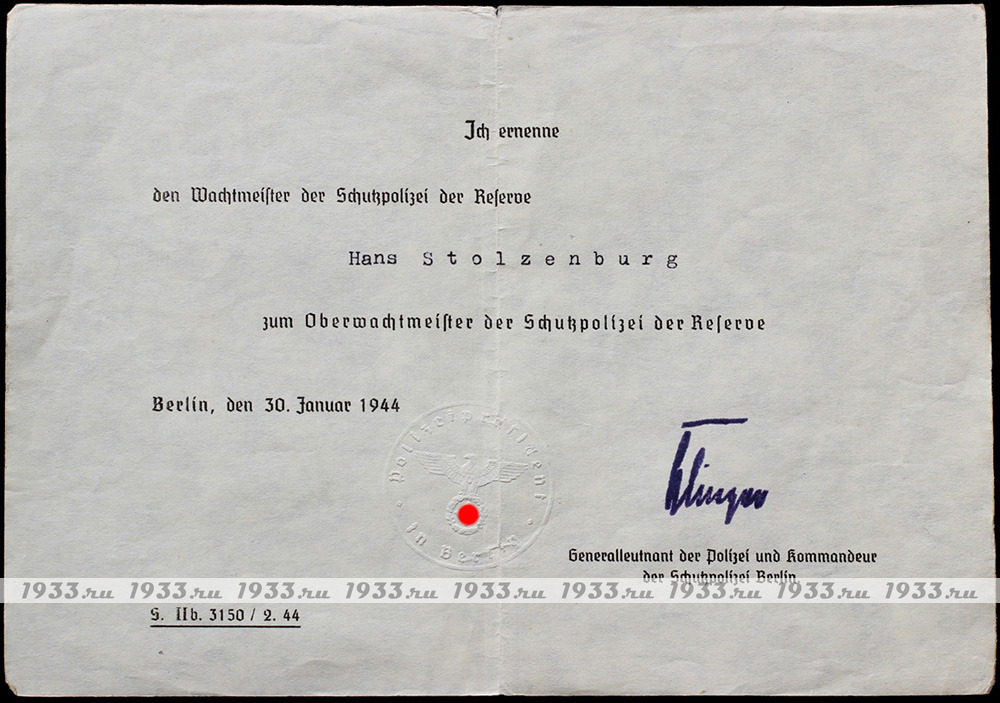 Ich ernenne
den Wachtmeister der Schutzpolizei der Reserve
Hans Stolzenburg
zum Oberwachtmeister der Schutzpolizei der Reserve
Berlin, den 30. Januar 1944
Polizeipräsident
in Berlin
Klinger
Generalleutnant der Polizei und Kommandeur
der Schutzpolizei Berlin.
1933.ru 1933.ru 1933.ru 1933.ru 1933.ru 1933.ru 1933.ru 1933.ru 1933.ru
S. IIb. 3150 / 2. 44